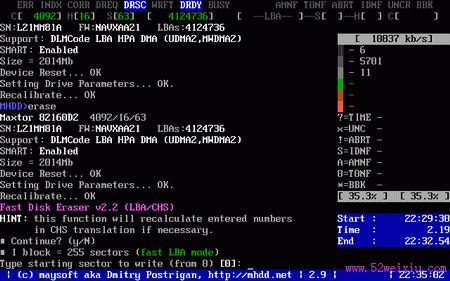 ERR INDX CORR DREQ DRSC WRFT DRDY BUSY AMNF T0NF ABRT IDNF UNCR BBK
C[ 4092] H[16] S[63] [ 4124736] [ --LBA-- ]--S[---H[ ]---C[ ]
SN:L21MM81A FW:NAVXAA21 LBAs:4124736
Support: DLMCode LBA HPA DMA (UDMA2,MWDMA2)
SMART: Enabled
Size = 2014Mb
Device Reset... OK
Setting Drive Parameters... OK.
Recalibrate... OK
MHDD>erase
Maxtor 82160D2 4092/16/63
SN:L21MM81A FW:NAVXAA21 LBAs:4124736
Support: DLMCode LBA HPA DMA (UDMA2,MWDMA2)
SMART: Enabled
Size = 2014Mb
Device Reset... OK
Setting Drive Parameters... OK.
Recalibrate... OK
Fast Disk Eraser v2.2 (LBA/CHS)
HINT: this function will recalculate entered numbers
in CHS translation if necessary.
Continue? (y/N)
1 block = 255 sectors (fast LBA mode)
Type starting sector to write (from 0) [0]: _
[ 10837 kb/s]
- 6
- 5701
- 11
-
-
-
?=TIME -
x=UNC -
!=ABRT -
S=IDNF -
A=AMNF -
0=T0NF -
*=BBK -
[ 35.3% [ 35.3% ]
Start : 22:29:30
Time : 2.19
End : 22:32.54
(c) maysoft aka Dmitry Postrigan, http://mhdd.net | 2.9 | | 22:35:02
www.52weixiu.com